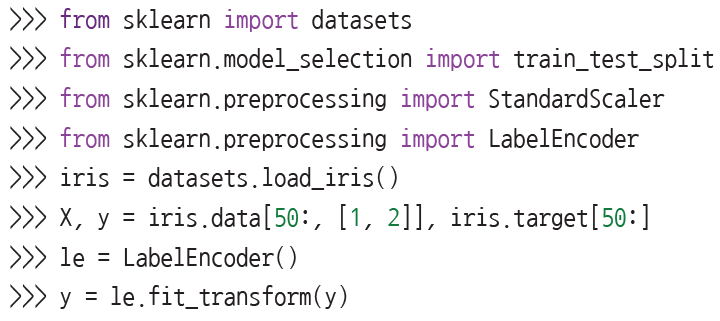 >>> from sklearn import datasets
>>> from sklearn.model_selection import train_test_split
>>> from sklearn.preprocessing import StandardScaler
>>> from sklearn.preprocessing import LabelEncoder
>>> iris = datasets.load_iris()
>>> X, y = iris.data[50:, [1, 2]], iris.target[50:]
>>> le = LabelEncoder()
>>> y = le.fit_transform(y)